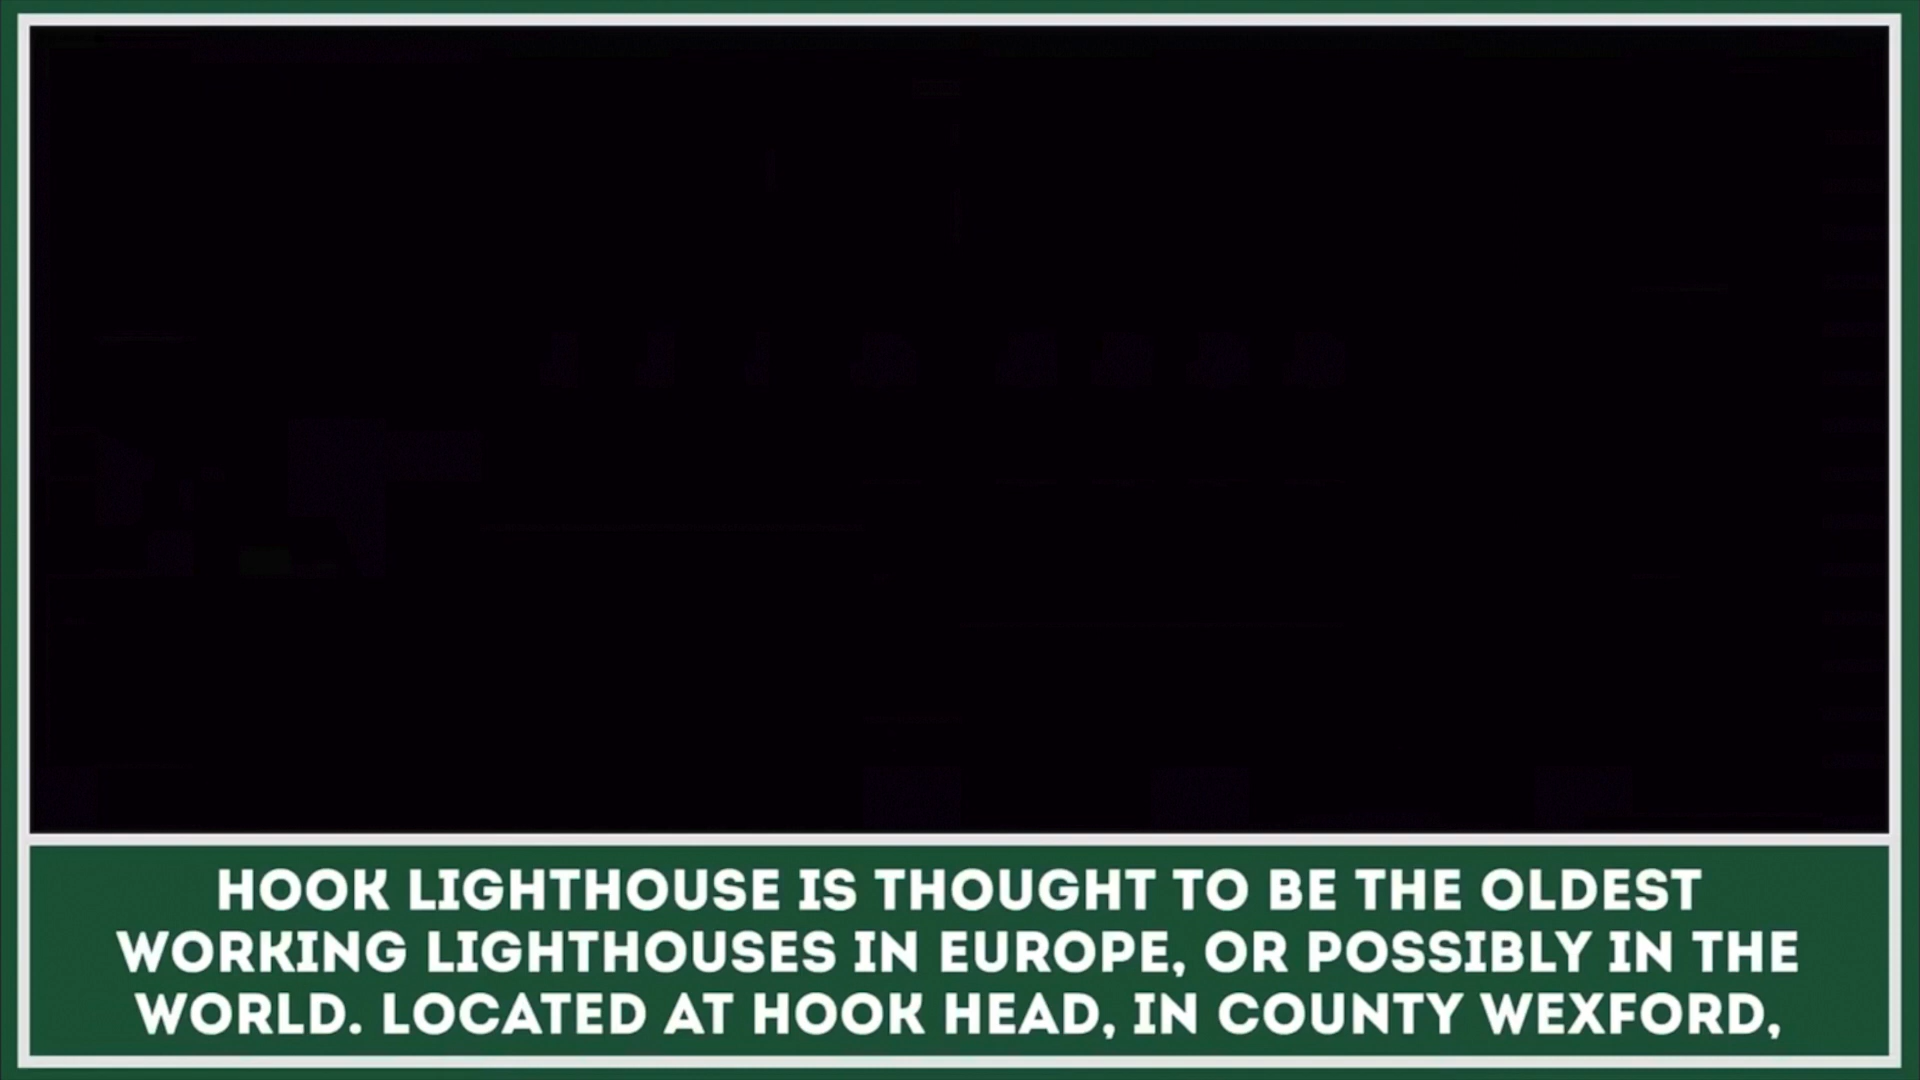 HOOK LIGHTHOUSE IS THOUGHT TO BE THE OLDEST
WORKING LIGHTHOUSES IN EUROPE, OR POSSIBLY IN THE
WORLD. LOCATED AT HOOK HEAD, IN COUNTY WEXFORD,